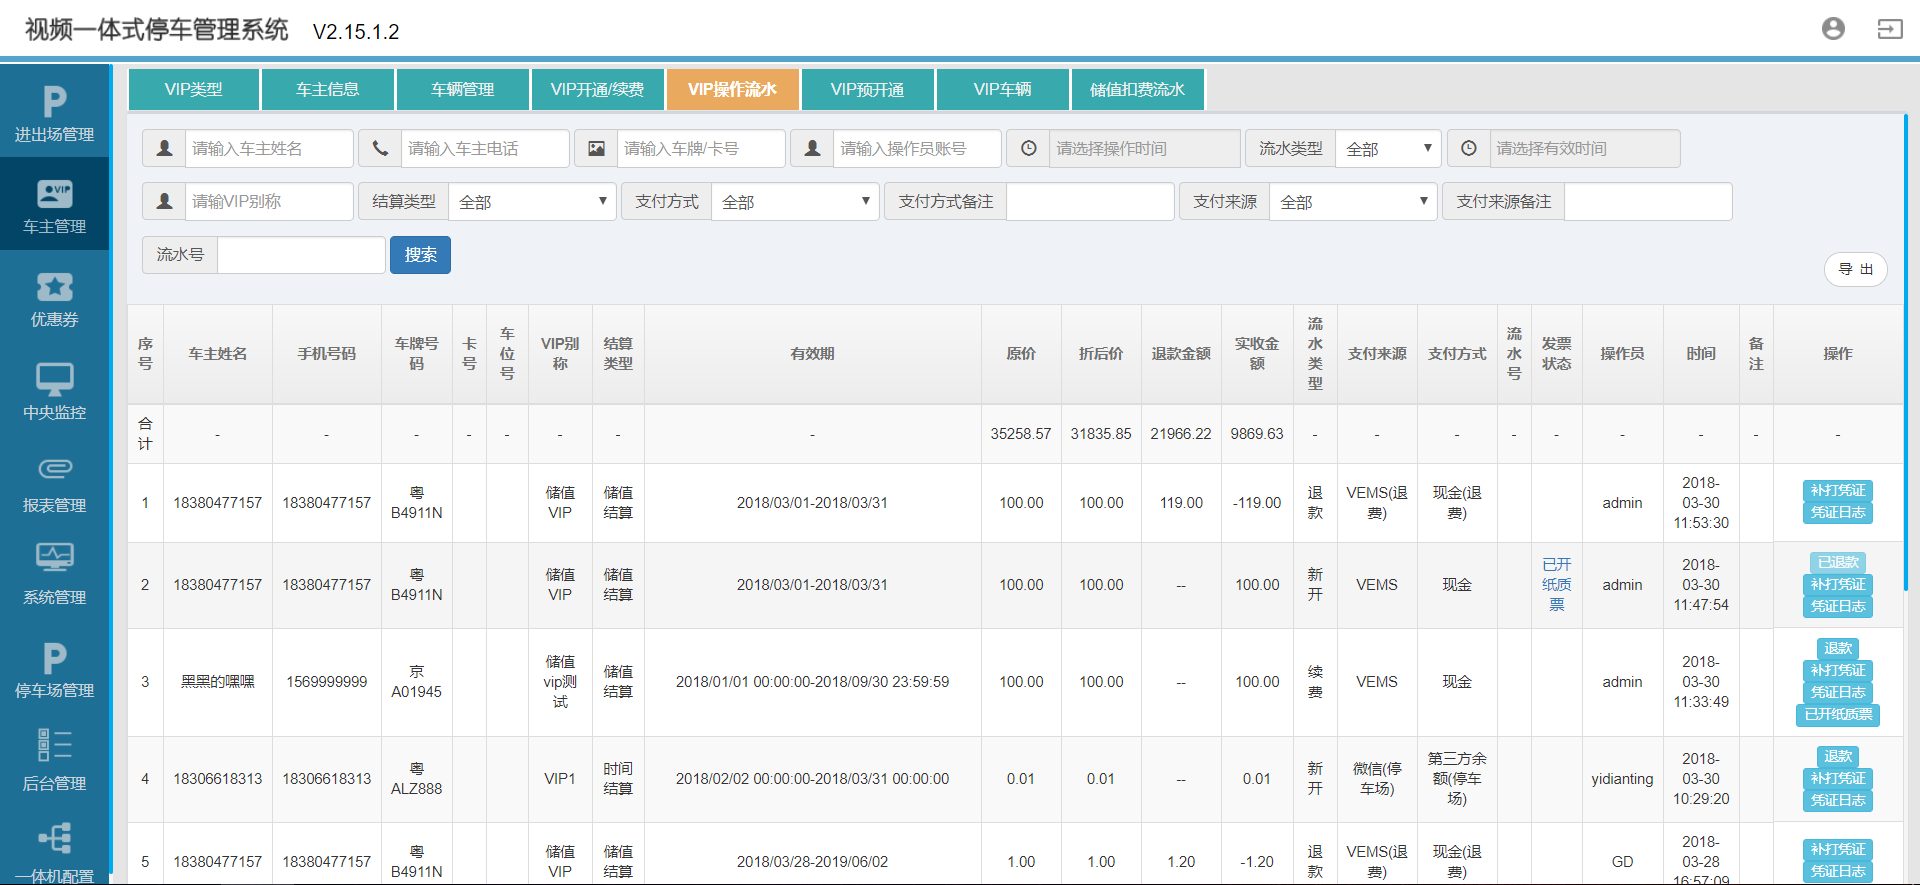 视频一体式停车管理系统 V2.15.1.2
进出场管理
车主管理
优惠券
中央监控
报表管理
系统管理
停车场管理
后台管理
一体机配置
VIP类型 车主信息 车辆管理 VIP开通/续费 VIP操作流水 VIP预开通 VIP车辆 储值扣费流水
请输入车主姓名 请输入车主电话 请输入车牌/卡号 请输入操作员账号 请选择操作时间 流水类型 全部 请选择有效时间
请输VIP别称 结算类型 全部 支付方式 全部 支付方式备注 支付来源 全部 支付来源备注
流水号 搜索
导 出
序号 车主姓名 手机号码 车牌号码 卡号 车位号 VIP别称 结算类型 有效期 原价 折后价 退款金额 实收金额 流水类型 支付来源 支付方式 流水号 发票状态 操作员 时间 备注 操作
合计 - - - - - - - - 35258.57 31835.85 21966.22 9869.63 - - - - - - - - -
1 18380477157 18380477157 粤B4911N 储值VIP 储值结算 2018/03/01-2018/03/31 100.00 100.00 119.00 -119.00 退款 VEMS(退费) 现金(退费) admin 2018-03-30 11:53:30 补打凭证 凭证日志
2 18380477157 18380477157 粤B4911N 储值VIP 储值结算 2018/03/01-2018/03/31 100.00 100.00 -- 100.00 新开 VEMS 现金 已开纸质票 admin 2018-03-30 11:47:54 已退款 补打凭证 凭证日志
3 黑黑的嘿嘿 1569999999 京A01945 储值vip测试 储值结算 2018/01/01 00:00:00-2018/09/30 23:59:59 100.00 100.00 -- 100.00 续费 VEMS 现金 admin 2018-03-30 11:33:49 退款 补打凭证 凭证日志 已开纸质票
4 18306618313 18306618313 粤ALZ888 VIP1 时间结算 2018/02/02 00:00:00-2018/03/31 00:00:00 0.01 0.01 -- 0.01 新开 微信(停车场) 第三方余额(停车场) yidianting 2018-03-30 10:29:20 退款 补打凭证 凭证日志
5 18380477157 18380477157 粤B4911N 储值VIP 储值结算 2018/03/28-2019/06/02 1.00 1.00 1.20 -1.20 退款 VEMS(退费) 现金(退费) GD 2018-03-28 16:57:09 补打凭证 凭证日志